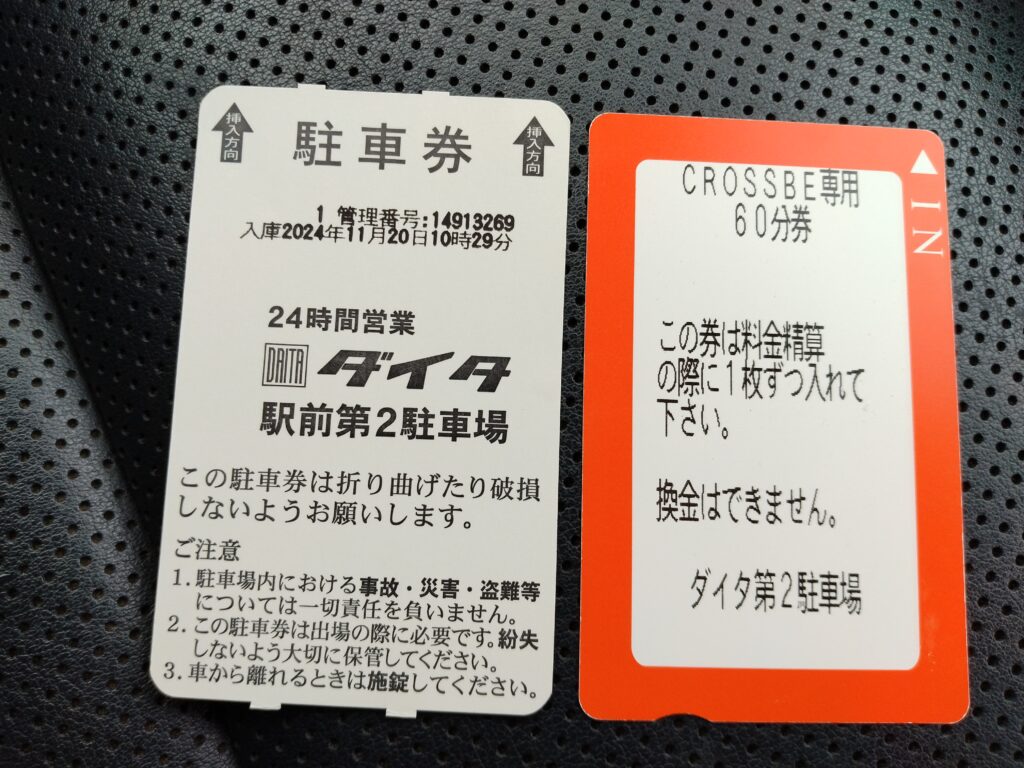 挿入方向
駐車券
挿入方向
1 管理番号:14913269
入庫2024年11月20日10時29分
24時間営業
DAITA ダイタ
駅前第2駐車場
この駐車券は折り曲げたり破損
しないようお願いします。
ご注意
1.駐車場内における事故・災害・盗難等
については一切責任を負いません。
2.この駐車券は出場の際に必要です。紛失
しないよう大切に保管してください。
3.車から離れるときは施錠してください。
◀IN
CROSSBE専用
60分券
この券は料金精算
の際に1枚ずつ入れて
下さい。
換金はできません。
ダイタ第2駐車場